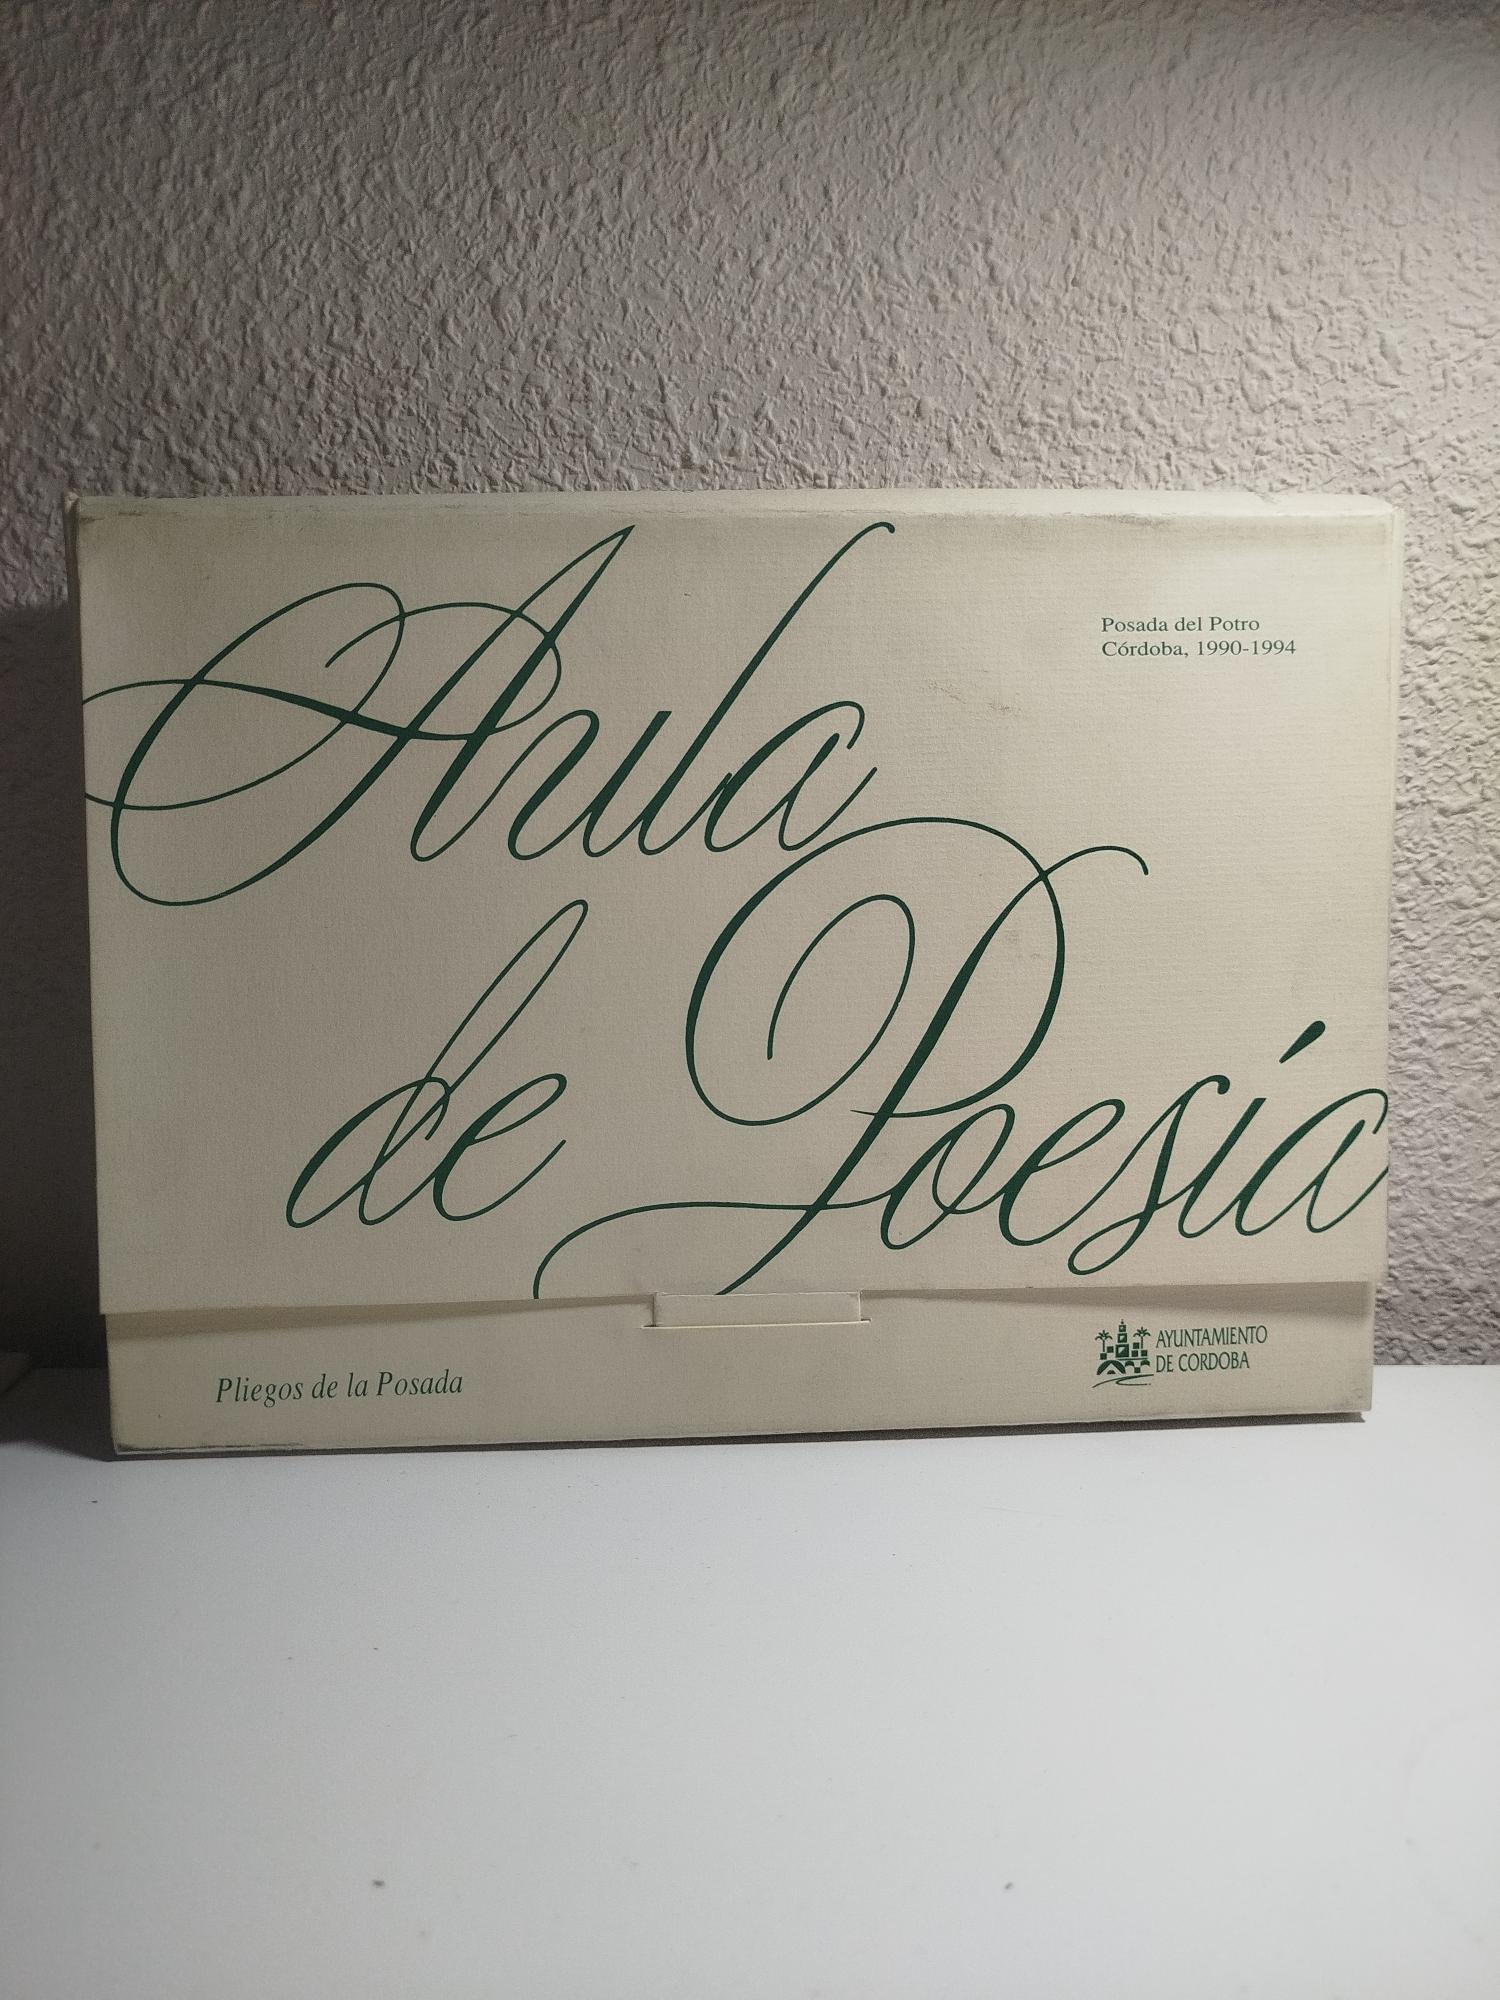 Posada del Potro
Córdoba, 1990-1994
Aula
de Poesía
Pliegos de la Posada
AYUNTAMIENTO
DE CORDOBA